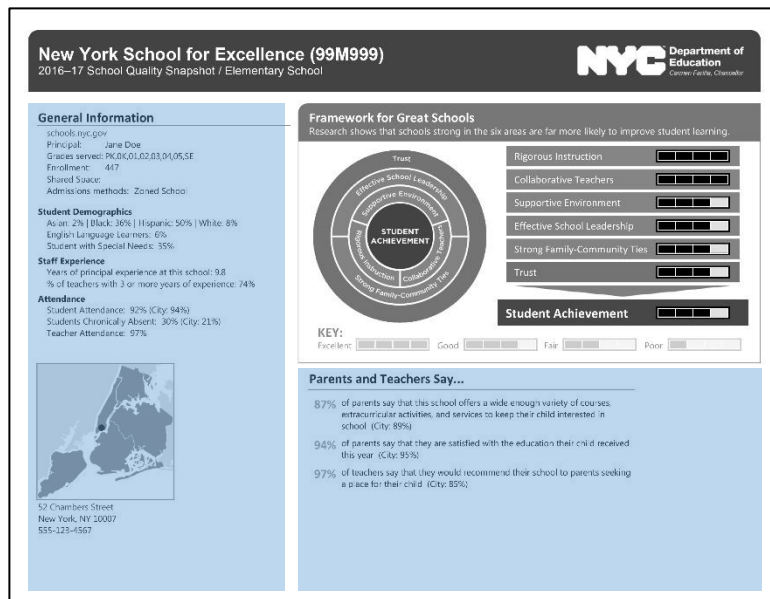 New York School for Excellence (99M999)
2016–17 School Quality Snapshot / Elementary School
NYC Department of
Education
Carmen Fariña, Chancellor
General Information
schools.nyc.gov
Principal: Jane Doe
Grades served: PK,0K,01,02,03,04,05,SE
Enrollment: 447
Shared Space:
Admissions methods: Zoned School
Student Demographics
Asian: 2% | Black: 36% | Hispanic: 50% | White: 8%
English Language Learners: 6%
Student with Special Needs: 35%
Staff Experience
Years of principal experience at this school: 9.8
% of teachers with 3 or more years of experience: 74%
Attendance
Student Attendance: 92% (City: 94%)
Students Chronically Absent: 30% (City: 21%)
Teacher Attendance: 97%
52 Chambers Street
New York, NY 10007
555-123-4567
Framework for Great Schools
Research shows that schools strong in the six areas are far more likely to improve student learning.
Trust
Effective School Leadership
Supportive Environment
STUDENT
ACHIEVEMENT
Rigorous Instruction
Collaborative Teachers
Strong Family-Community Ties
Rigorous Instruction
Collaborative Teachers
Supportive Environment
Effective School Leadership
Strong Family-Community Ties
Trust
Student Achievement
KEY:
Excellent Good Fair Poor
Parents and Teachers Say...
87% of parents say that this school offers a wide enough variety of courses,
extracurricular activities, and services to keep their child interested in
school (City: 89%)
94% of parents say that they are satisfied with the education their child received
this year (City: 95%)
97% of teachers say that they would recommend their school to parents seeking
a place for their child (City: 85%)